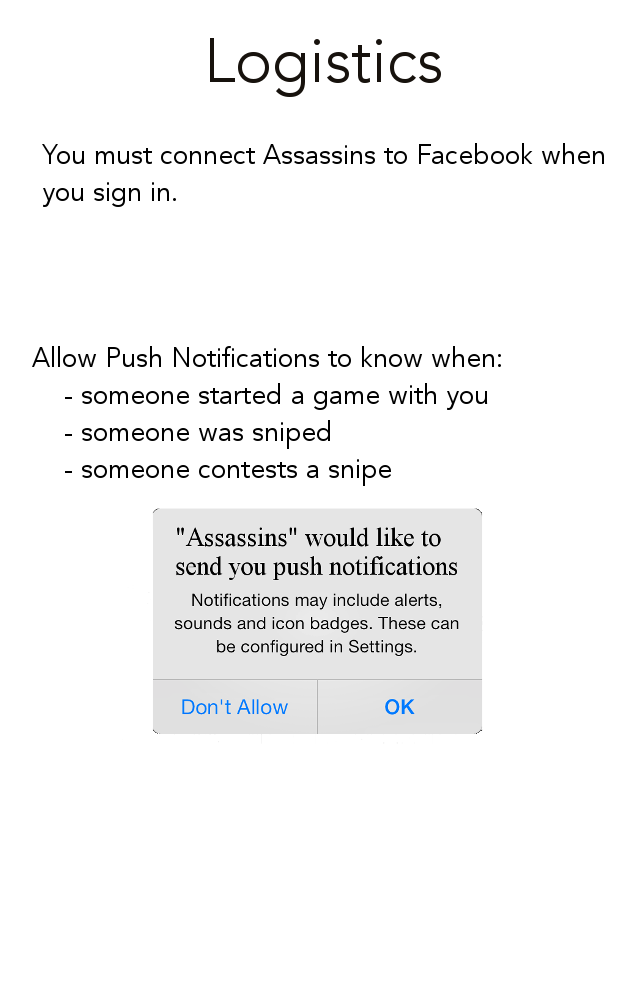 Logistics
You must connect Assassins to Facebook when
you sign in.
Allow Push Notifications to know when:
- someone started a game with you
- someone was sniped
- someone contests a snipe
"Assassins" would like to
send you push notifications
Notifications may include alerts,
sounds and icon badges. These can
be configured in Settings.
Don't Allow
OK